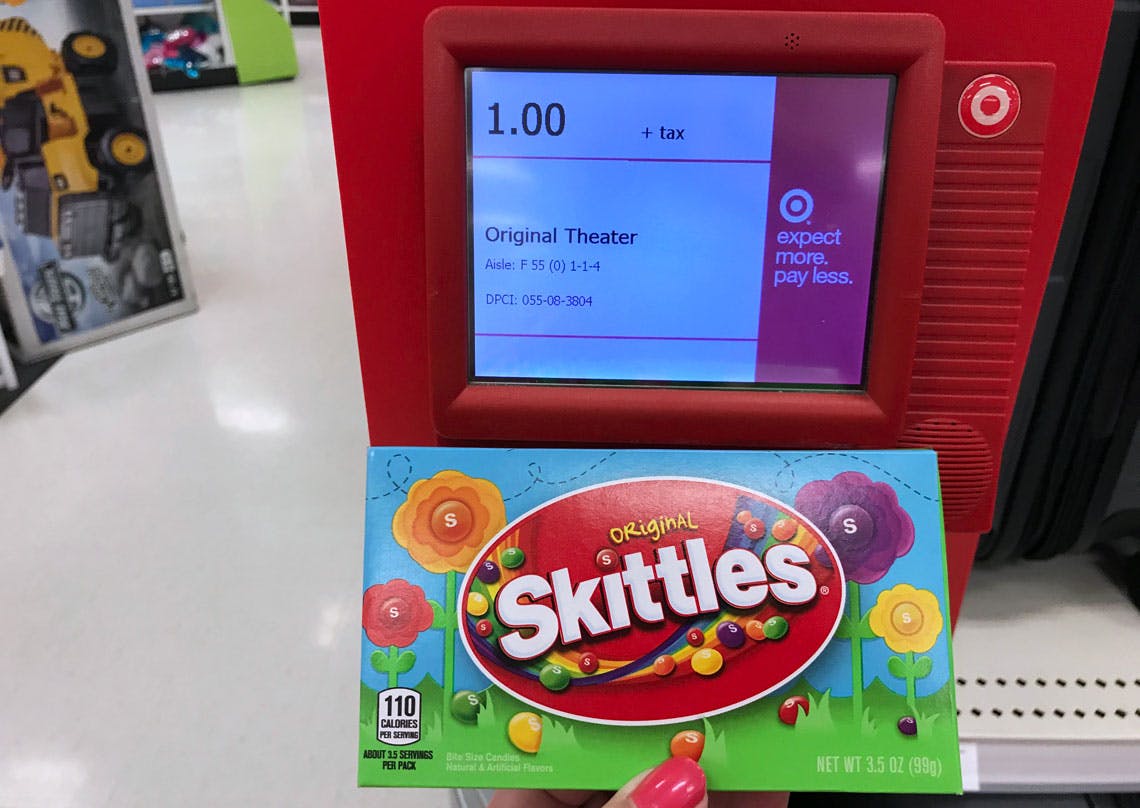 1.00 + tax
Original Theater
Aisle: F 55 (0) 1-1-4
DPCI: 055-08-3804
expect
more.
pay less.
ORiginAL
Skittles®
S
S
S
S
110
CALORIES
PER SERVING
ABOUT 3.5 SERVINGS
PER PACK
Bite Size Candies
Natural & Artificial Flavors
NET WT 3.5 OZ (99g)